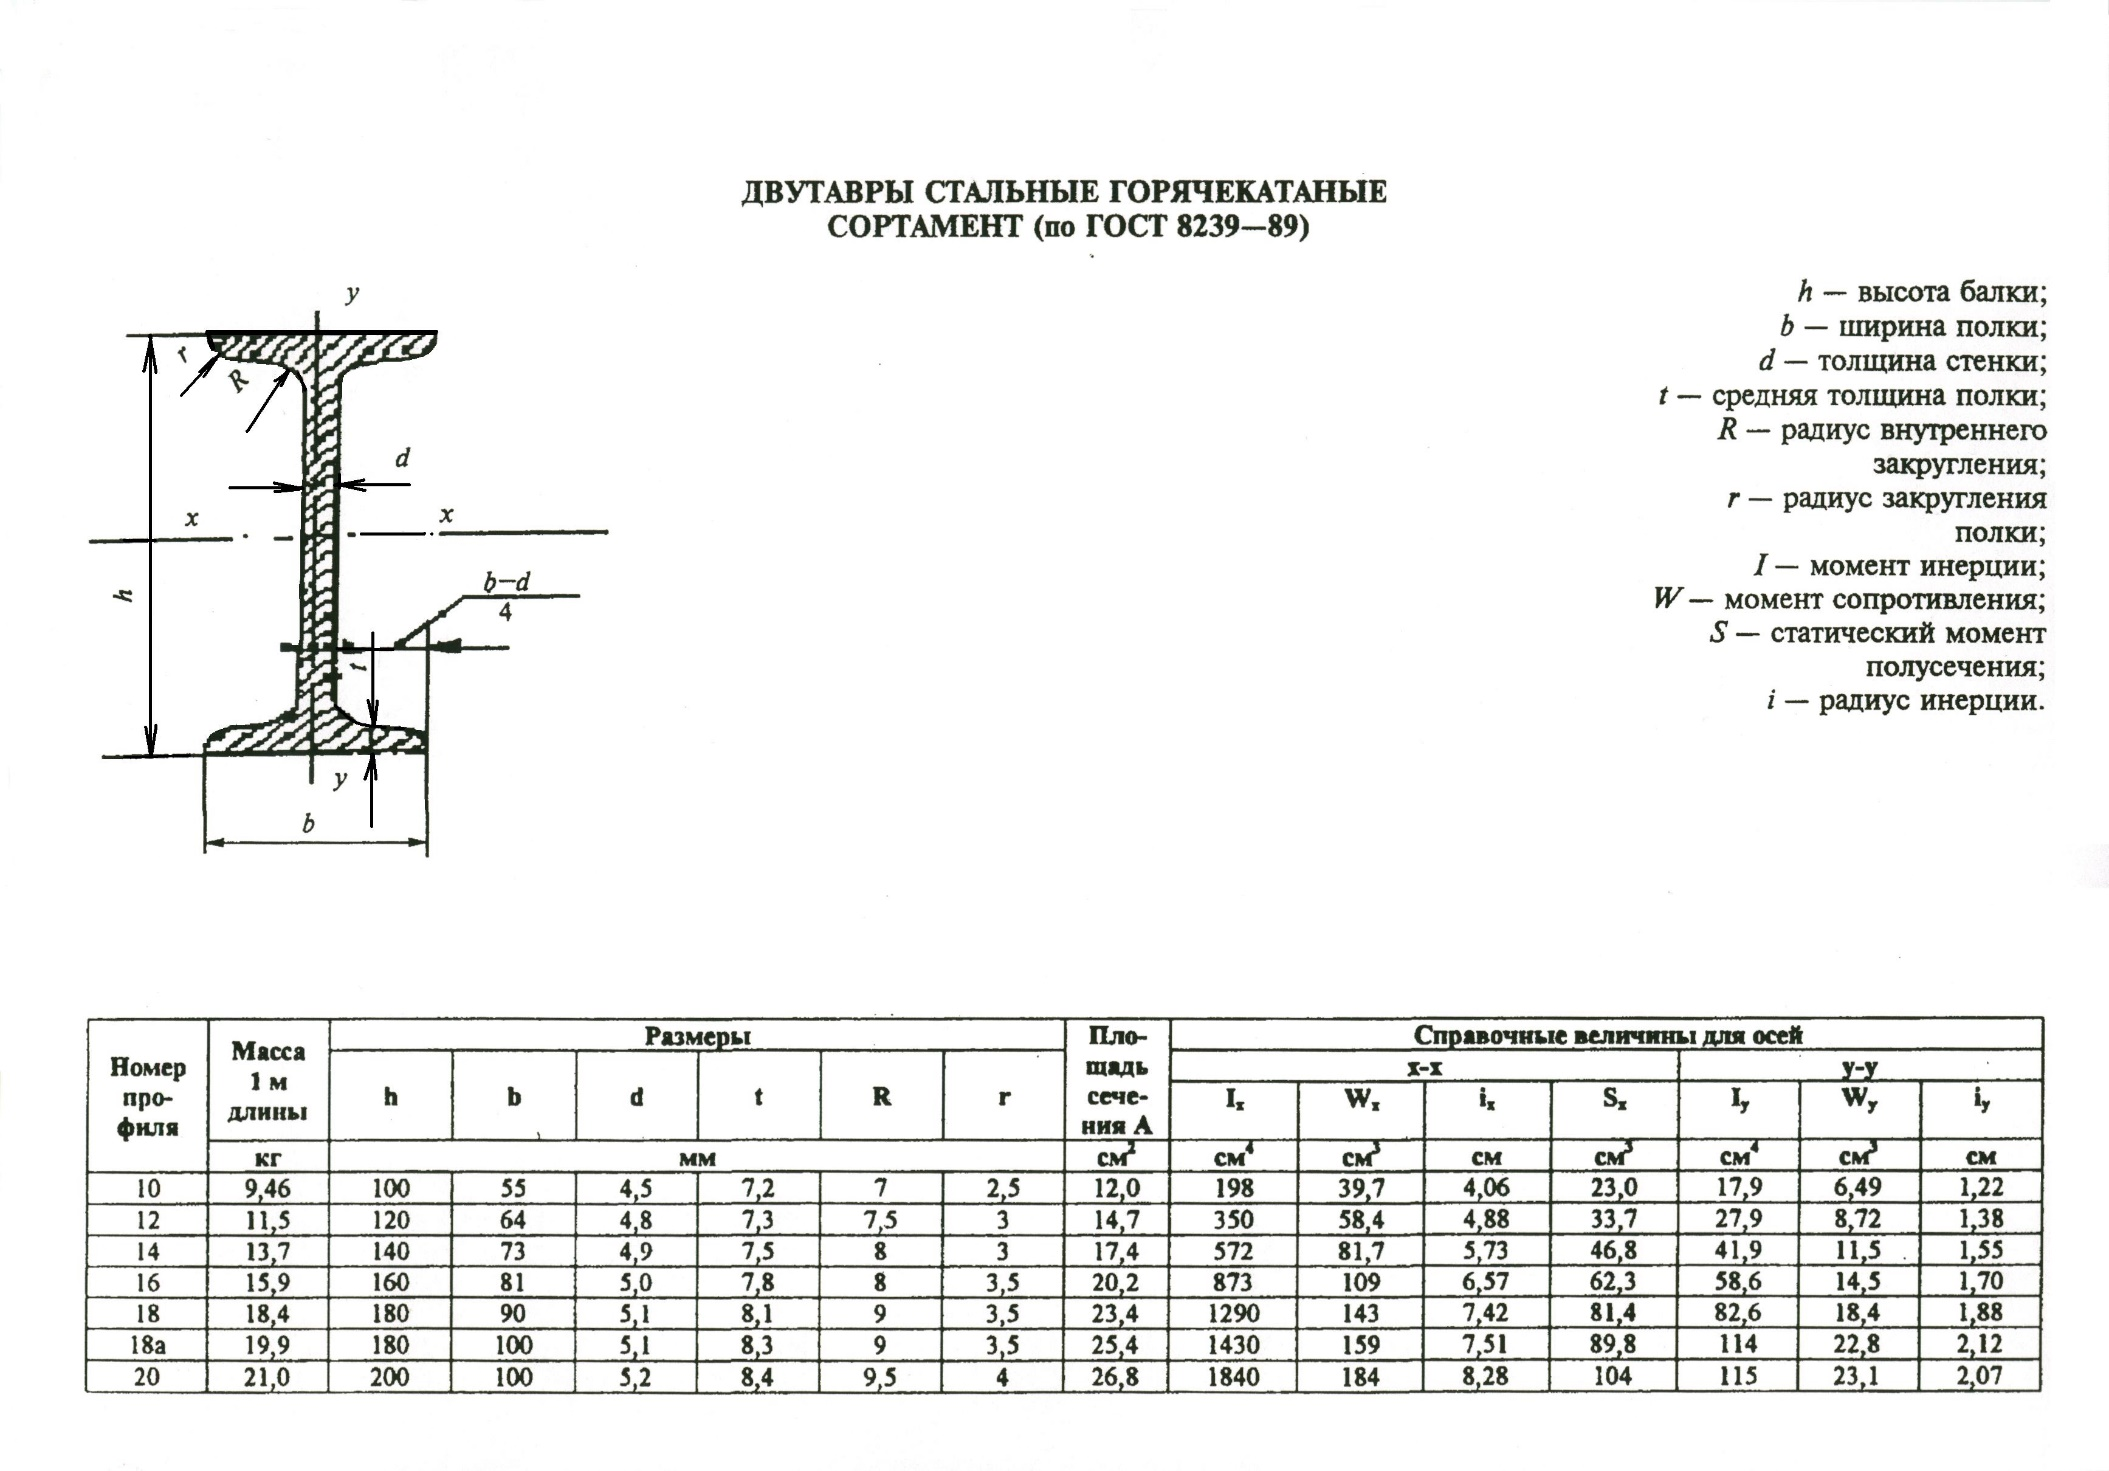 ДВУТАВРЫ СТАЛЬНЫЕ ГОРЯЧЕКАТАНЫЕ
СОРТАМЕНТ (по ГОСТ 8239—89)
h — высота балки;
b — ширина полки;
d — толщина стенки;
t — средняя толщина полки;
R — радиус внутреннего
закругления;
r — радиус закругления
полки;
I — момент инерции;
W — момент сопротивления;
S — статический момент
полусечения;
i — радиус инерции.
y
r
R
d
x x
h
b–d
4
t
y
b
Номер про-филя Масса 1 м длины Размеры Пло-щадь сече-ния A Справочные величины для осей
x-x y-y
h b d t R r Ix Wx ix Sx Iy Wy iy
кг мм см² см⁴ см³ см см³ см⁴ см³ см
10 9,46 100 55 4,5 7,2 7 2,5 12,0 198 39,7 4,06 23,0 17,9 6,49 1,22
12 11,5 120 64 4,8 7,3 7,5 3 14,7 350 58,4 4,88 33,7 27,9 8,72 1,38
14 13,7 140 73 4,9 7,5 8 3 17,4 572 81,7 5,73 46,8 41,9 11,5 1,55
16 15,9 160 81 5,0 7,8 8 3,5 20,2 873 109 6,57 62,3 58,6 14,5 1,70
18 18,4 180 90 5,1 8,1 9 3,5 23,4 1290 143 7,42 81,4 82,6 18,4 1,88
18а 19,9 180 100 5,1 8,3 9 3,5 25,4 1430 159 7,51 89,8 114 22,8 2,12
20 21,0 200 100 5,2 8,4 9,5 4 26,8 1840 184 8,28 104 115 23,1 2,07